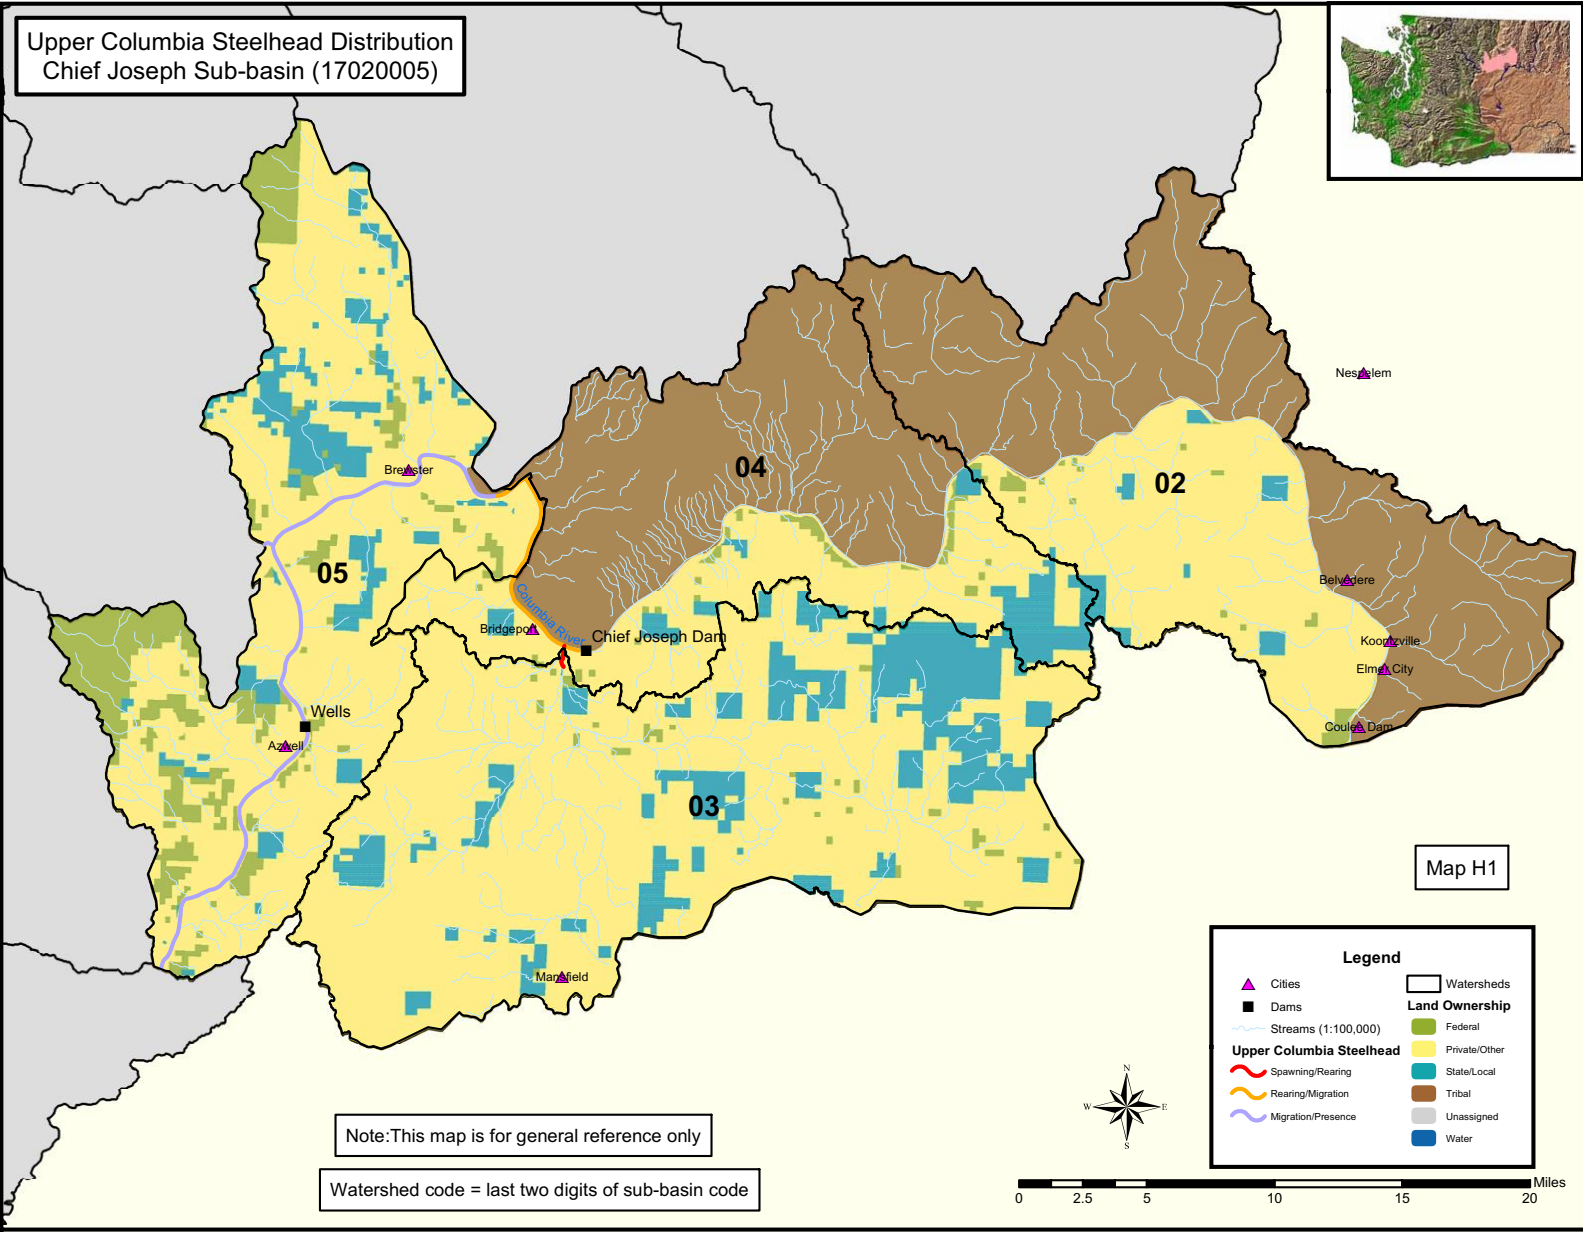 Upper Columbia Steelhead Distribution
Chief Joseph Sub-basin (17020005)
Nespelem
04
02
Brewster
05
Belvedere
Columbia River
Bridgeport
Chief Joseph Dam
Koontzville
Elmer City
Wells
Coulee Dam
Azwell
03
Map H1
Mansfield
Legend
Cities
Watersheds
Dams
Land Ownership
Streams (1:100,000)
Federal
Upper Columbia Steelhead
Private/Other
Spawning/Rearing
State/Local
Rearing/Migration
Tribal
Migration/Presence
Unassigned
Water
N
W
E
S
Note:This map is for general reference only
Watershed code = last two digits of sub-basin code
Miles
0 2.5 5 10 15 20